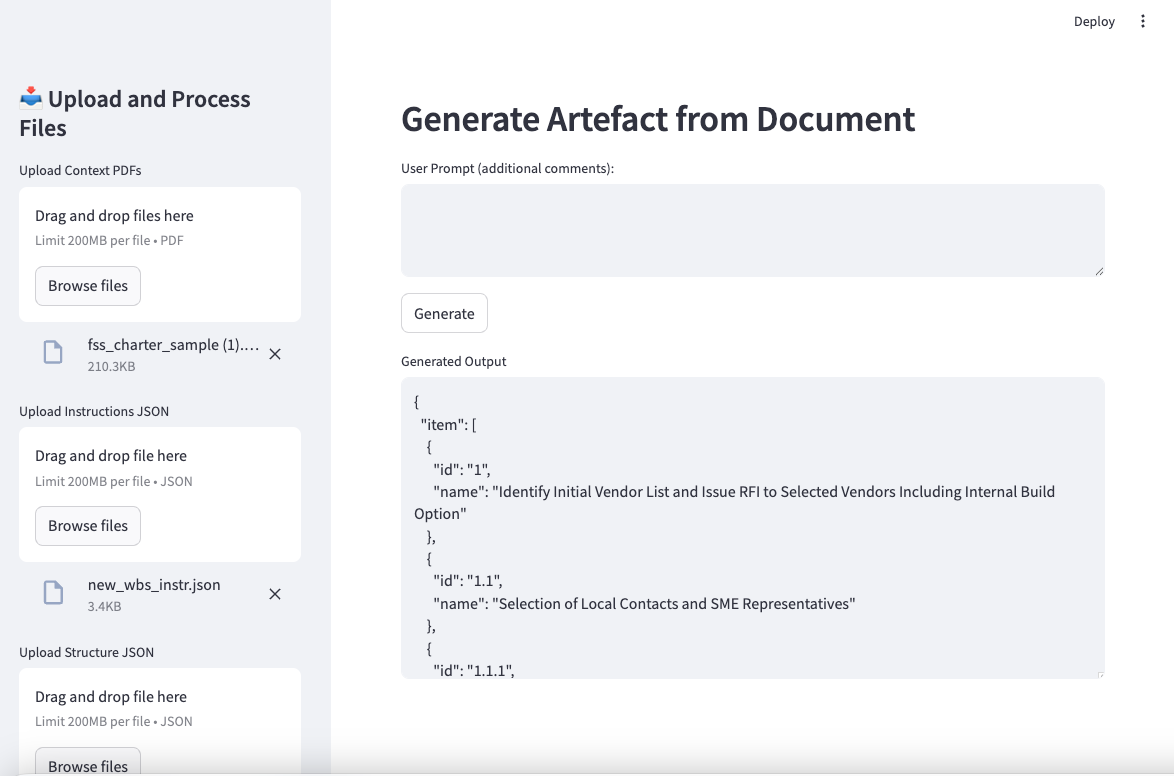 Deploy
Upload and Process
Files
Upload Context PDFs
Drag and drop files here
Limit 200MB per file • PDF
Browse files
fss_charter_sample (1)....
210.3KB
Upload Instructions JSON
Drag and drop file here
Limit 200MB per file • JSON
Browse files
new_wbs_instr.json
3.4KB
Upload Structure JSON
Drag and drop file here
Limit 200MB per file • JSON
Browse files
Generate Artefact from Document
User Prompt (additional comments):
Generate
Generated Output
{
"item": [
{
"id": "1",
"name": "Identify Initial Vendor List and Issue RFI to Selected Vendors Including Internal Build
Option"
},
{
"id": "1.1",
"name": "Selection of Local Contacts and SME Representatives"
},
{
"id": "1.1.1",